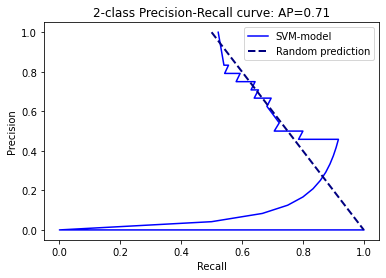 2-class Precision-Recall curve: AP=0.71
SVM-model
Random prediction
Precision
1.0
0.8
0.6
0.4
0.2
0.0
0.0 0.2 0.4 0.6 0.8 1.0
Recall